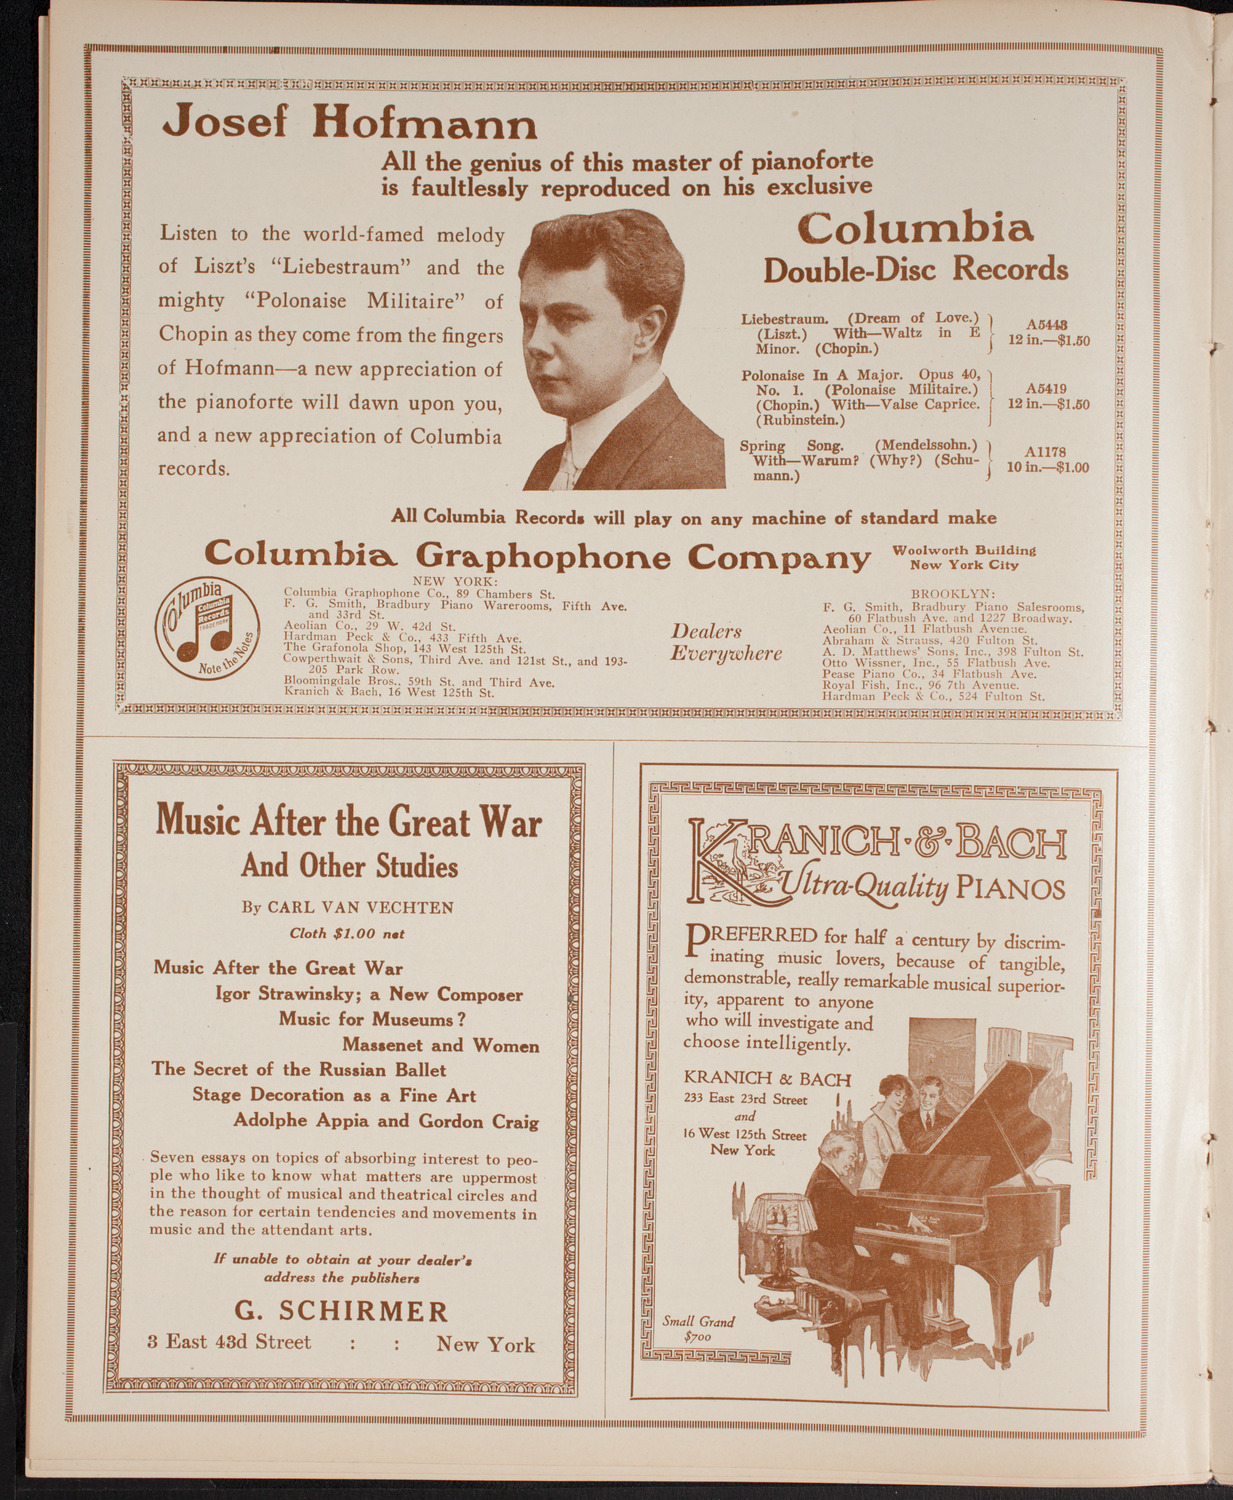 Josef Hofmann
All the genius of this master of pianoforte
is faultlessly reproduced on his exclusive
Listen to the world-famed melody
of Liszt's "Liebestraum" and the
mighty "Polonaise Militaire" of
Chopin as they come from the fingers
of Hofmann—a new appreciation of
the pianoforte will dawn upon you,
and a new appreciation of Columbia
records.
Columbia
Double-Disc Records
Liebestraum. (Dream of Love.)
(Liszt.) With—Waltz in E
Minor. (Chopin.)
A5448
12 in.—$1.50
Polonaise In A Major. Opus 40,
No. 1. (Polonaise Militaire.)
(Chopin.) With—Valse Caprice.
(Rubinstein.)
A5419
12 in.—$1.50
Spring Song. (Mendelssohn.)
With—Warum? (Why?) (Schu-
mann.)
A1178
10 in.—$1.00
All Columbia Records will play on any machine of standard make
Columbia Graphophone Company
Woolworth Building
New York City
Columbia
Columbia
Records
TRADE MARK
Note the Notes
NEW YORK:
Columbia Graphophone Co., 89 Chambers St.
F. G. Smith, Bradbury Piano Warerooms, Fifth Ave.
and 33rd St.
Aeolian Co., 29 W. 42d St.
Hardman Peck & Co., 433 Fifth Ave.
The Grafonola Shop, 143 West 125th St.
Cowperthwait & Sons, Third Ave. and 121st St., and 193-
205 Park Row.
Bloomingdale Bros., 59th St. and Third Ave.
Kranich & Bach, 16 West 125th St.
Dealers
Everywhere
BROOKLYN:
F. G. Smith, Bradbury Piano Salesrooms,
60 Flatbush Ave. and 1227 Broadway.
Aeolian Co., 11 Flatbush Avenue.
Abraham & Strauss, 420 Fulton St.
A. D. Matthews' Sons, Inc., 398 Fulton St.
Otto Wissner, Inc., 55 Flatbush Ave.
Pease Piano Co., 34 Flatbush Ave.
Royal Fish, Inc., 96 7th Avenue.
Hardman Peck & Co., 524 Fulton St.
Music After the Great War
And Other Studies
By CARL VAN VECHTEN
Cloth $1.00 net
Music After the Great War
Igor Strawinsky; a New Composer
Music for Museums?
Massenet and Women
The Secret of the Russian Ballet
Stage Decoration as a Fine Art
Adolphe Appia and Gordon Craig
Seven essays on topics of absorbing interest to peo-
ple who like to know what matters are uppermost
in the thought of musical and theatrical circles and
the reason for certain tendencies and movements in
music and the attendant arts.
If unable to obtain at your dealer's
address the publishers
G. SCHIRMER
3 East 43d Street : : New York
KRANICH & BACH
Ultra-Quality PIANOS
PREFERRED for half a century by discrim-
inating music lovers, because of tangible,
demonstrable, really remarkable musical superior-
ity, apparent to anyone
who will investigate and
choose intelligently.
KRANICH & BACH
233 East 23rd Street
and
16 West 125th Street
New York
Small Grand
$700